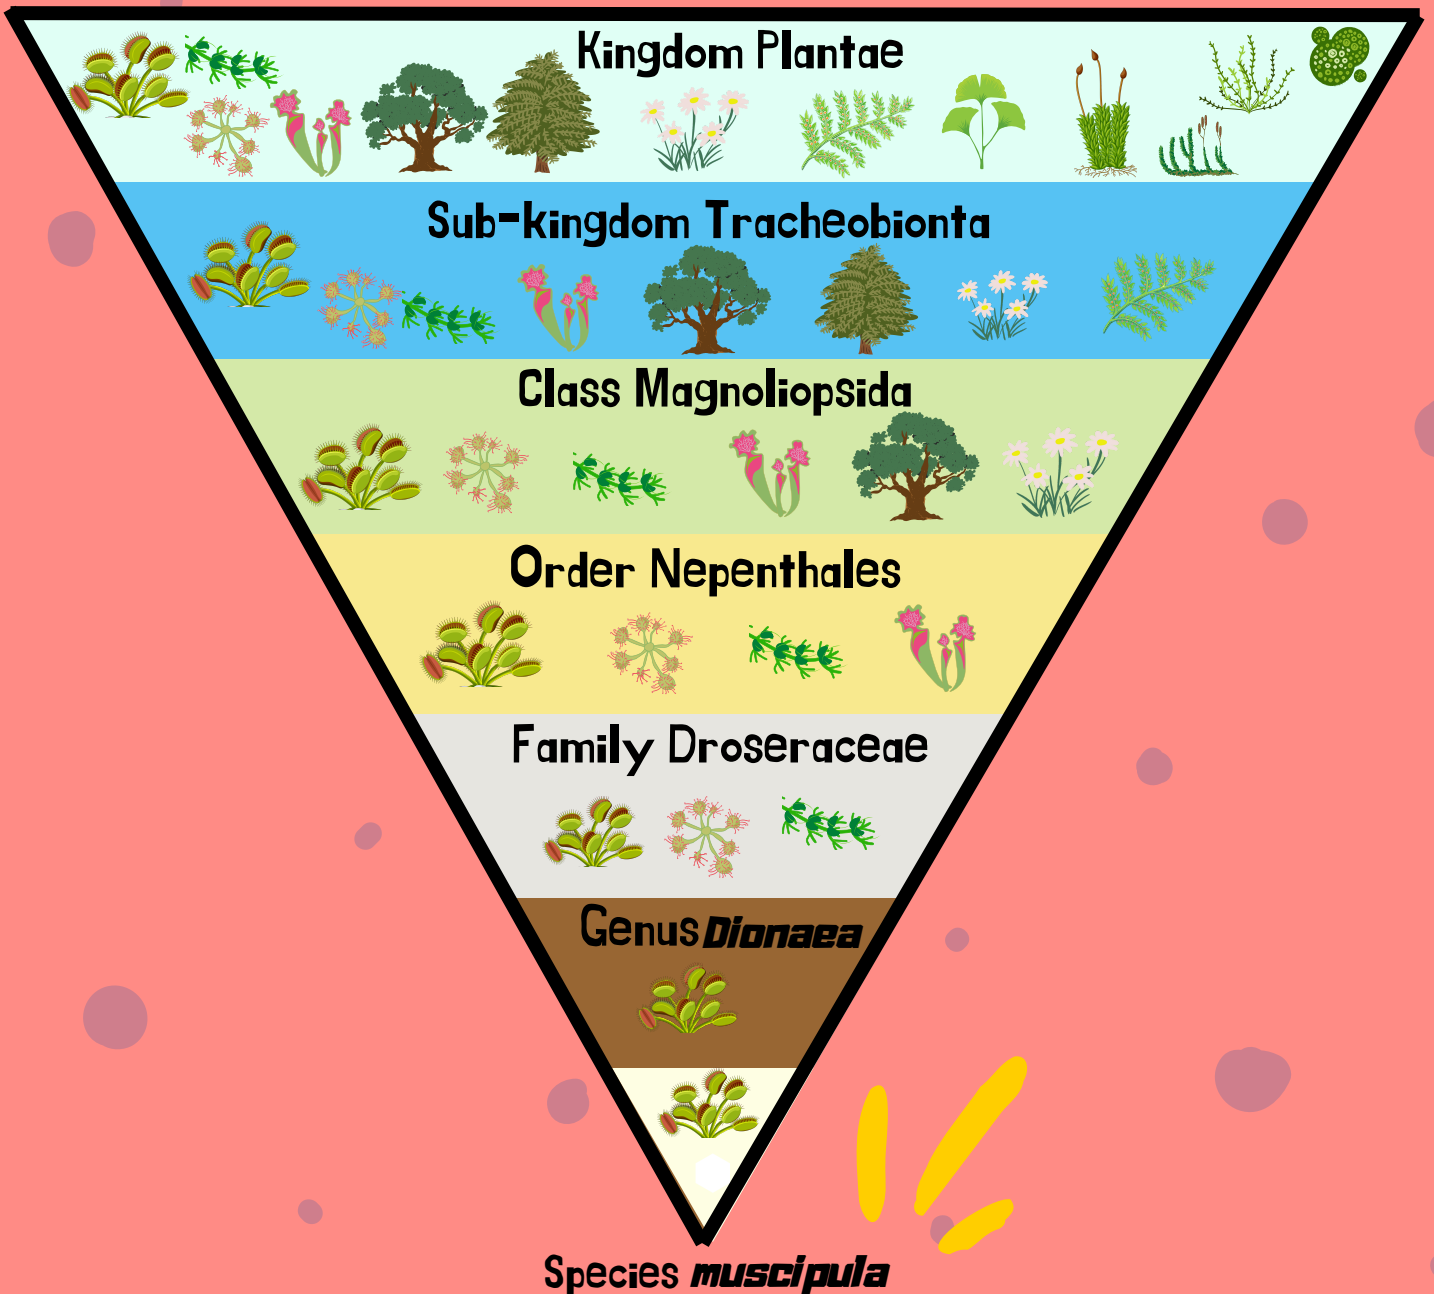 Kingdom Plantae
Sub-kingdom Tracheobionta
Class Magnoliopsida
Order Nepenthales
Family Droseraceae
Genus Dionaea
Species muscipula